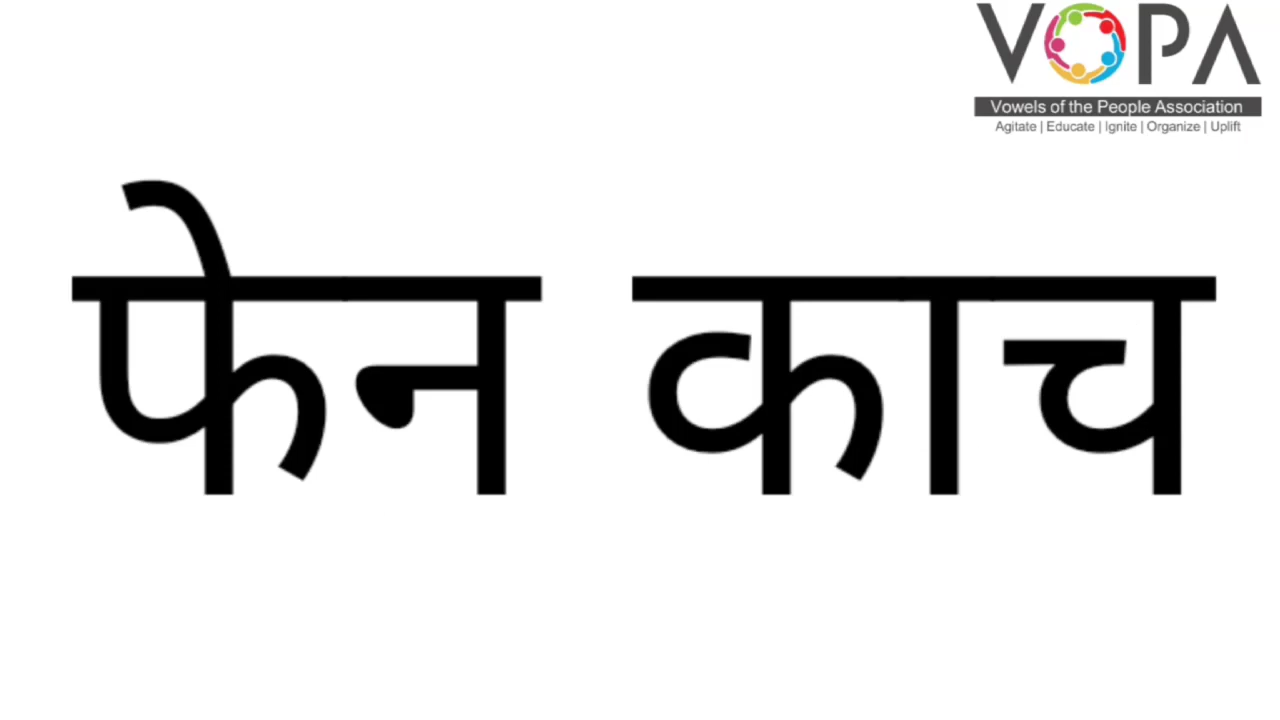 VOPA
Vowels of the People Association
Agitate | Educate | Ignite | Organize | Uplift
फेन काच